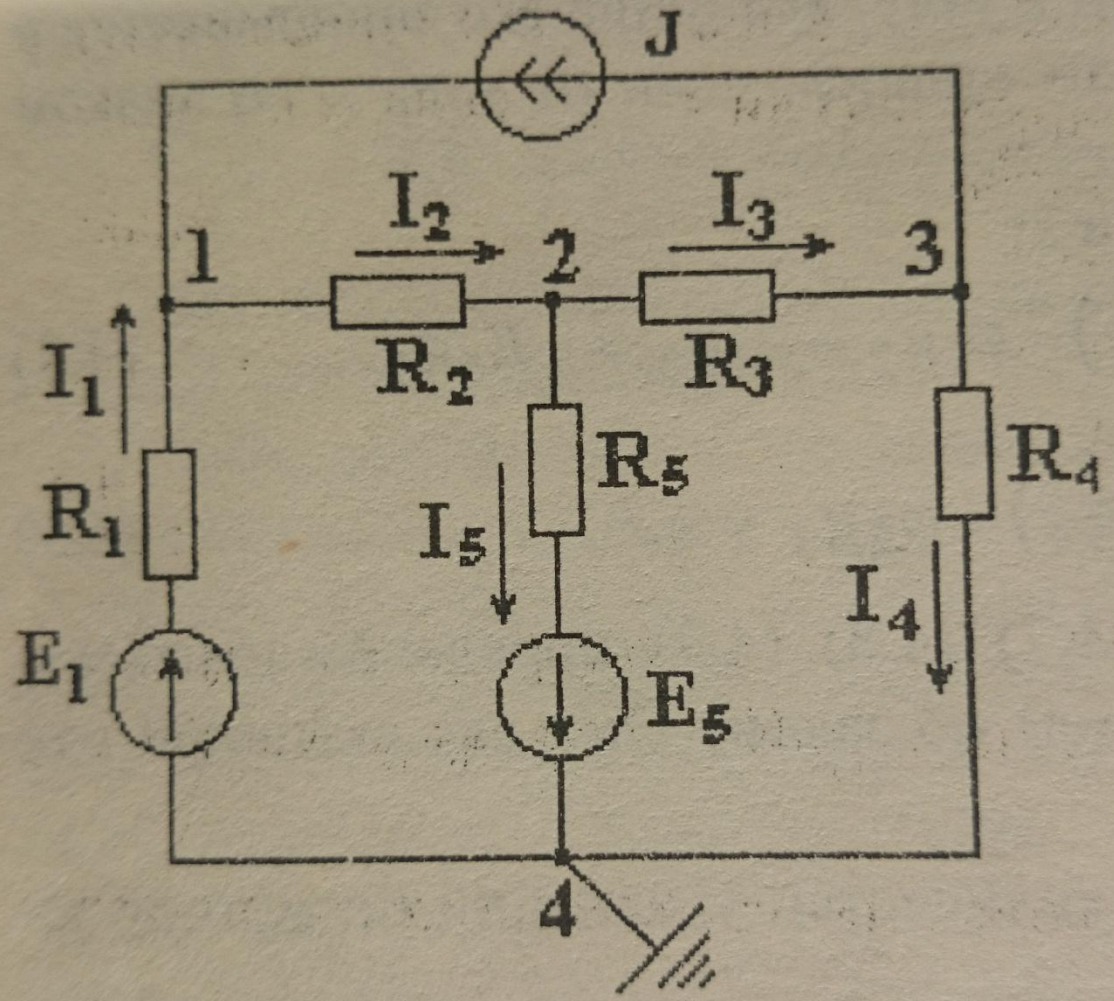 J
I₂
I₃
1
2
3
R₂
R₃
I₁
R₁
R₅
R₄
I₅
I₄
E₁
E₅
4